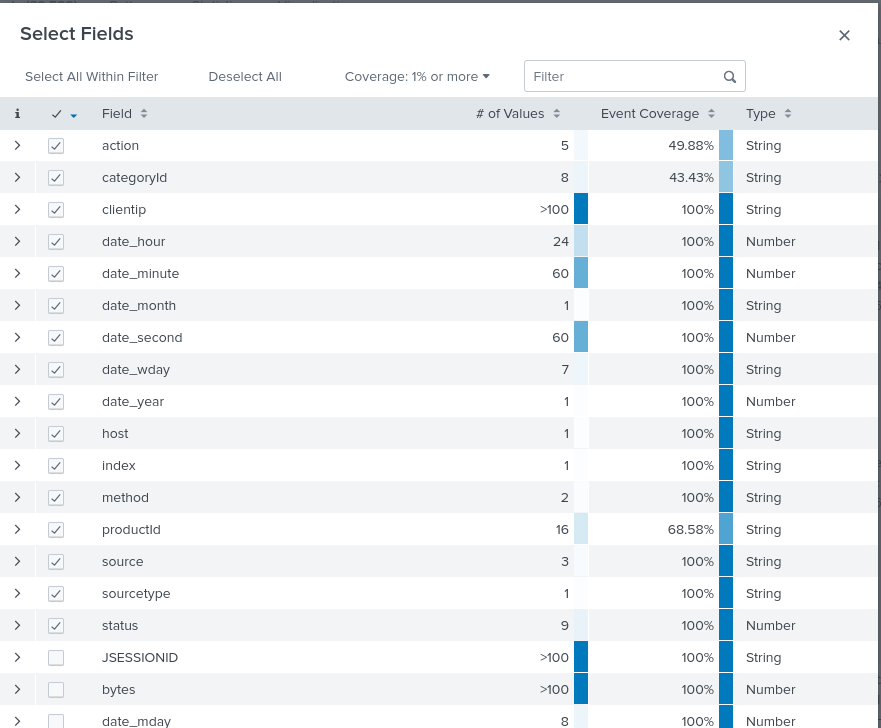 Select Fields
Select All Within Filter Deselect All Coverage: 1% or more Filter
i Field # of Values Event Coverage Type
action 5 49.88% String
categoryId 8 43.43% String
clientip >100 100% String
date_hour 24 100% Number
date_minute 60 100% Number
date_month 1 100% String
date_second 60 100% Number
date_wday 7 100% String
date_year 1 100% Number
host 1 100% String
index 1 100% String
method 2 100% String
productId 16 68.58% String
source 3 100% String
sourcetype 1 100% String
status 9 100% Number
JSESSIONID >100 100% String
bytes >100 100% Number
date_mday 8 100% Number